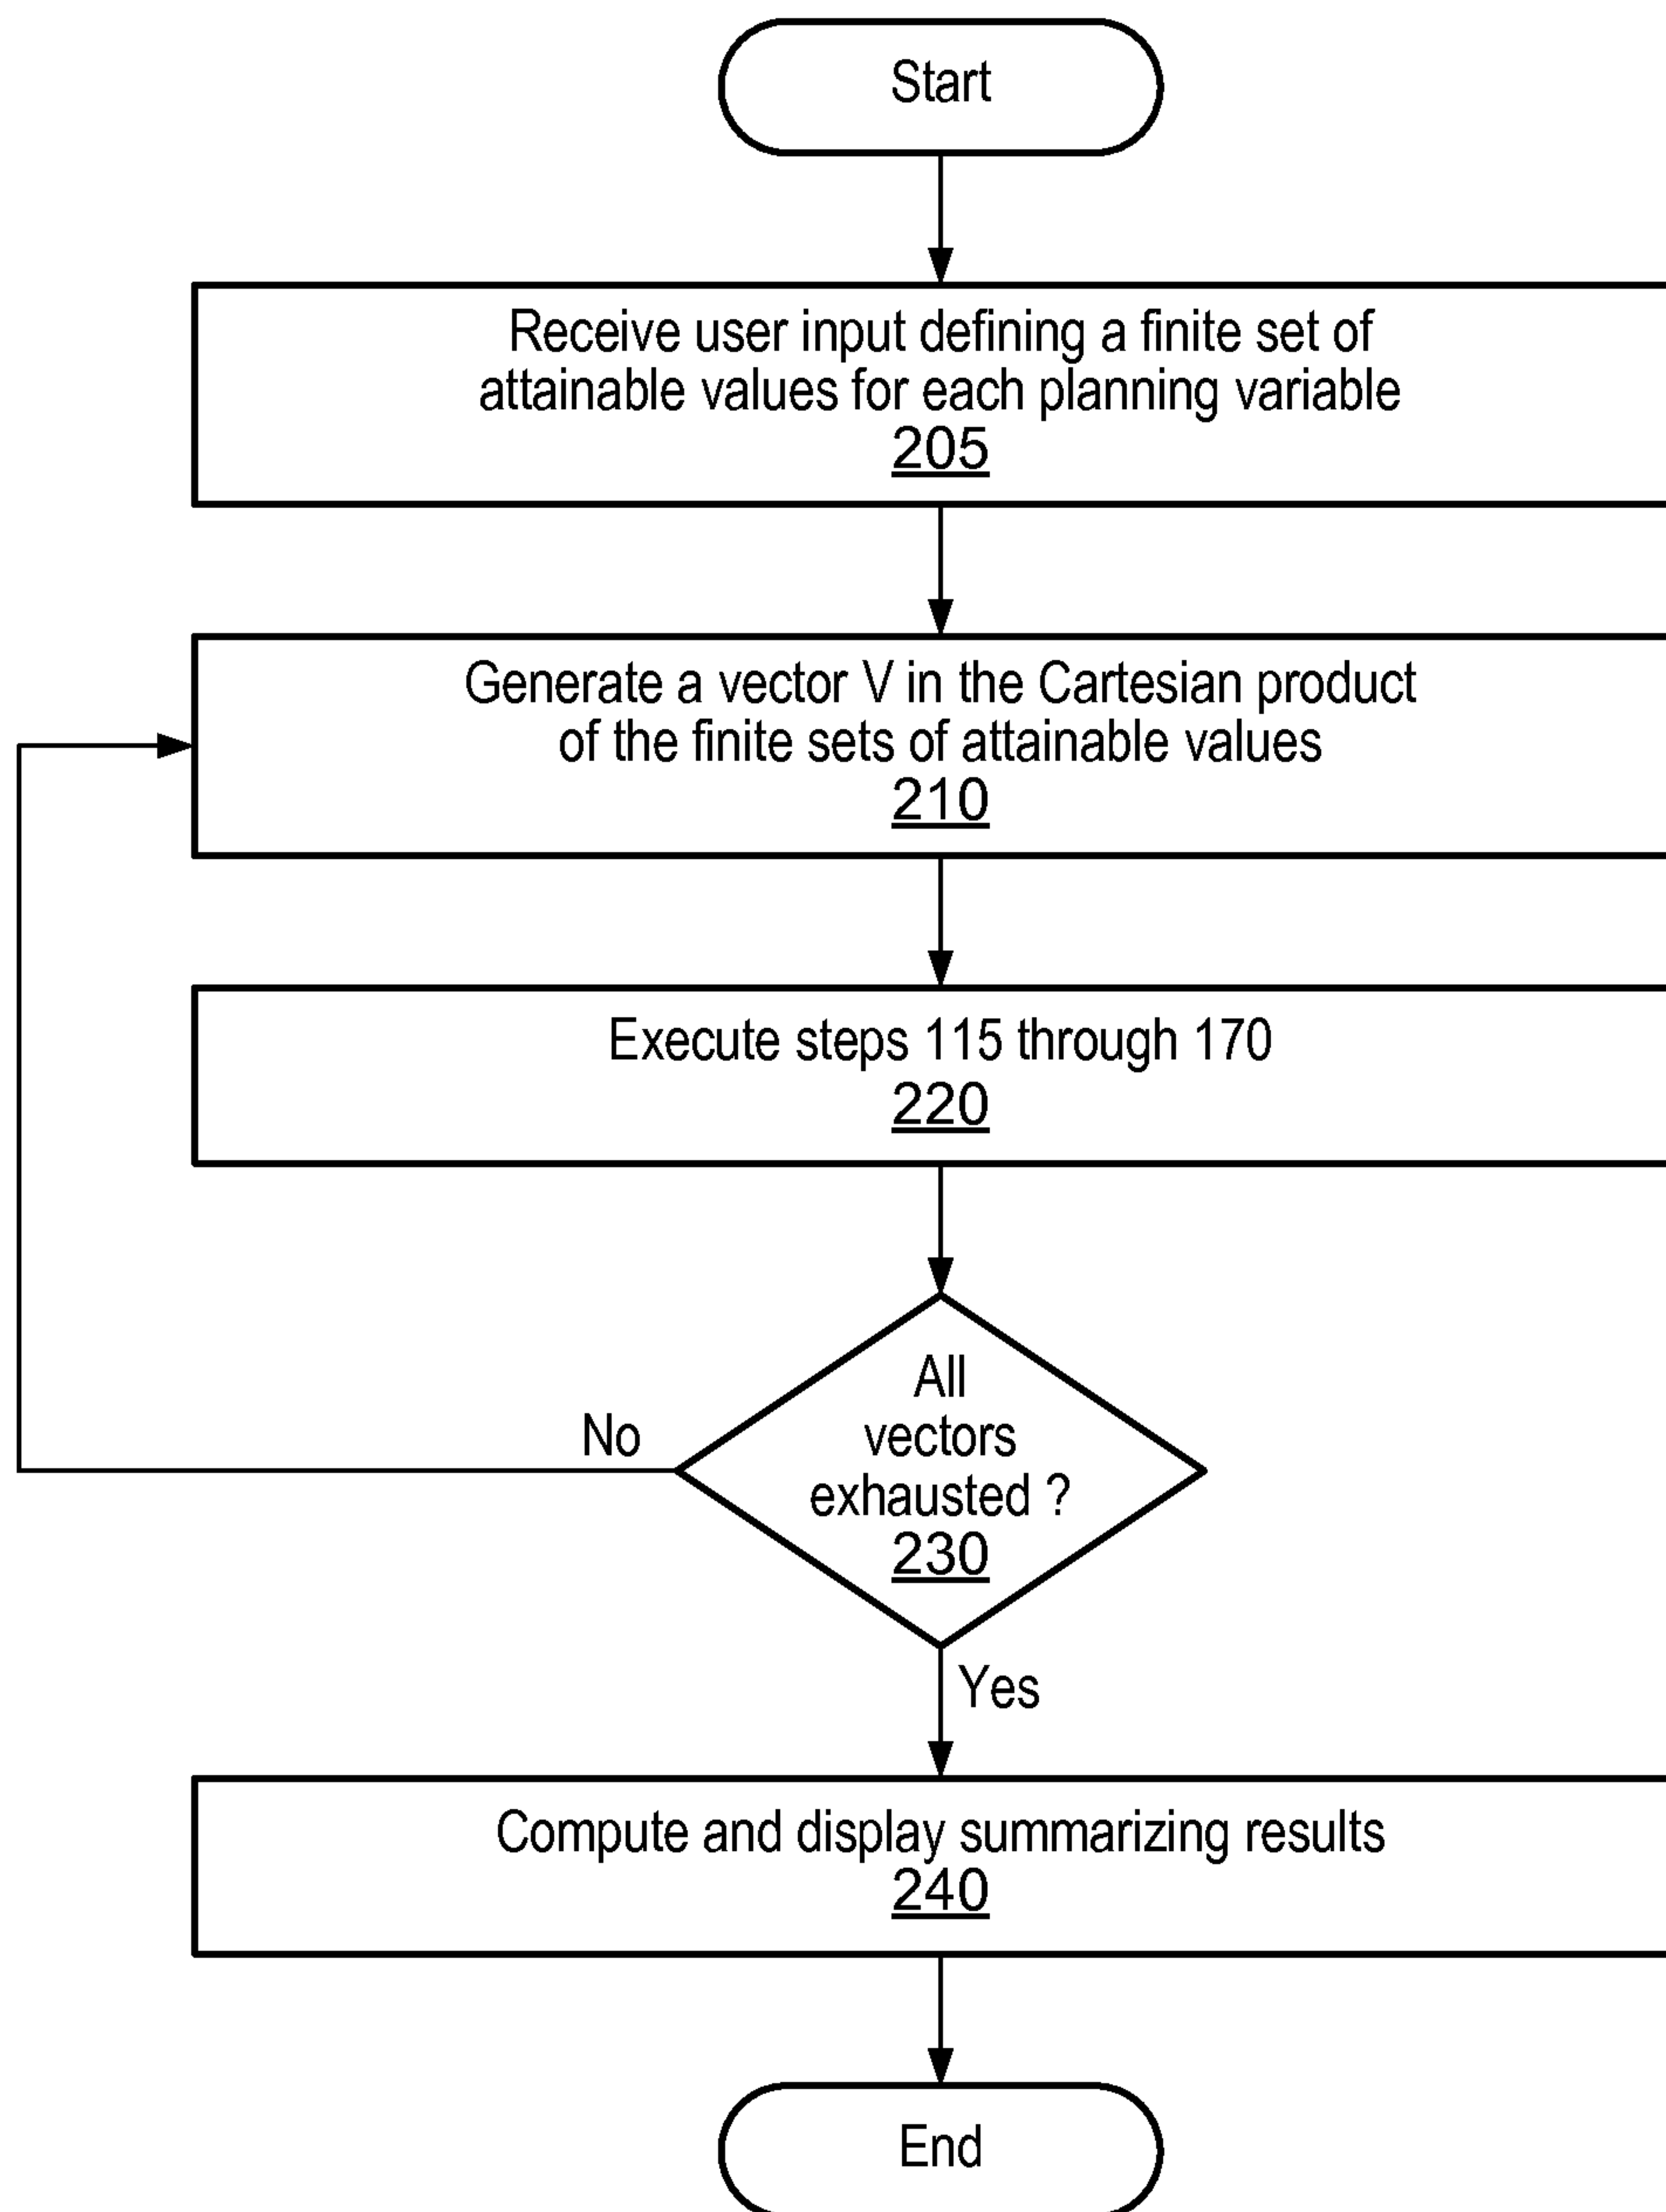 Start
Receive user input defining a finite set of
attainable values for each planning variable
205
Generate a vector V in the Cartesian product
of the finite sets of attainable values
210
Execute steps 115 through 170
220
All
vectors
exhausted ?
230
No
Yes
Compute and display summarizing results
240
End